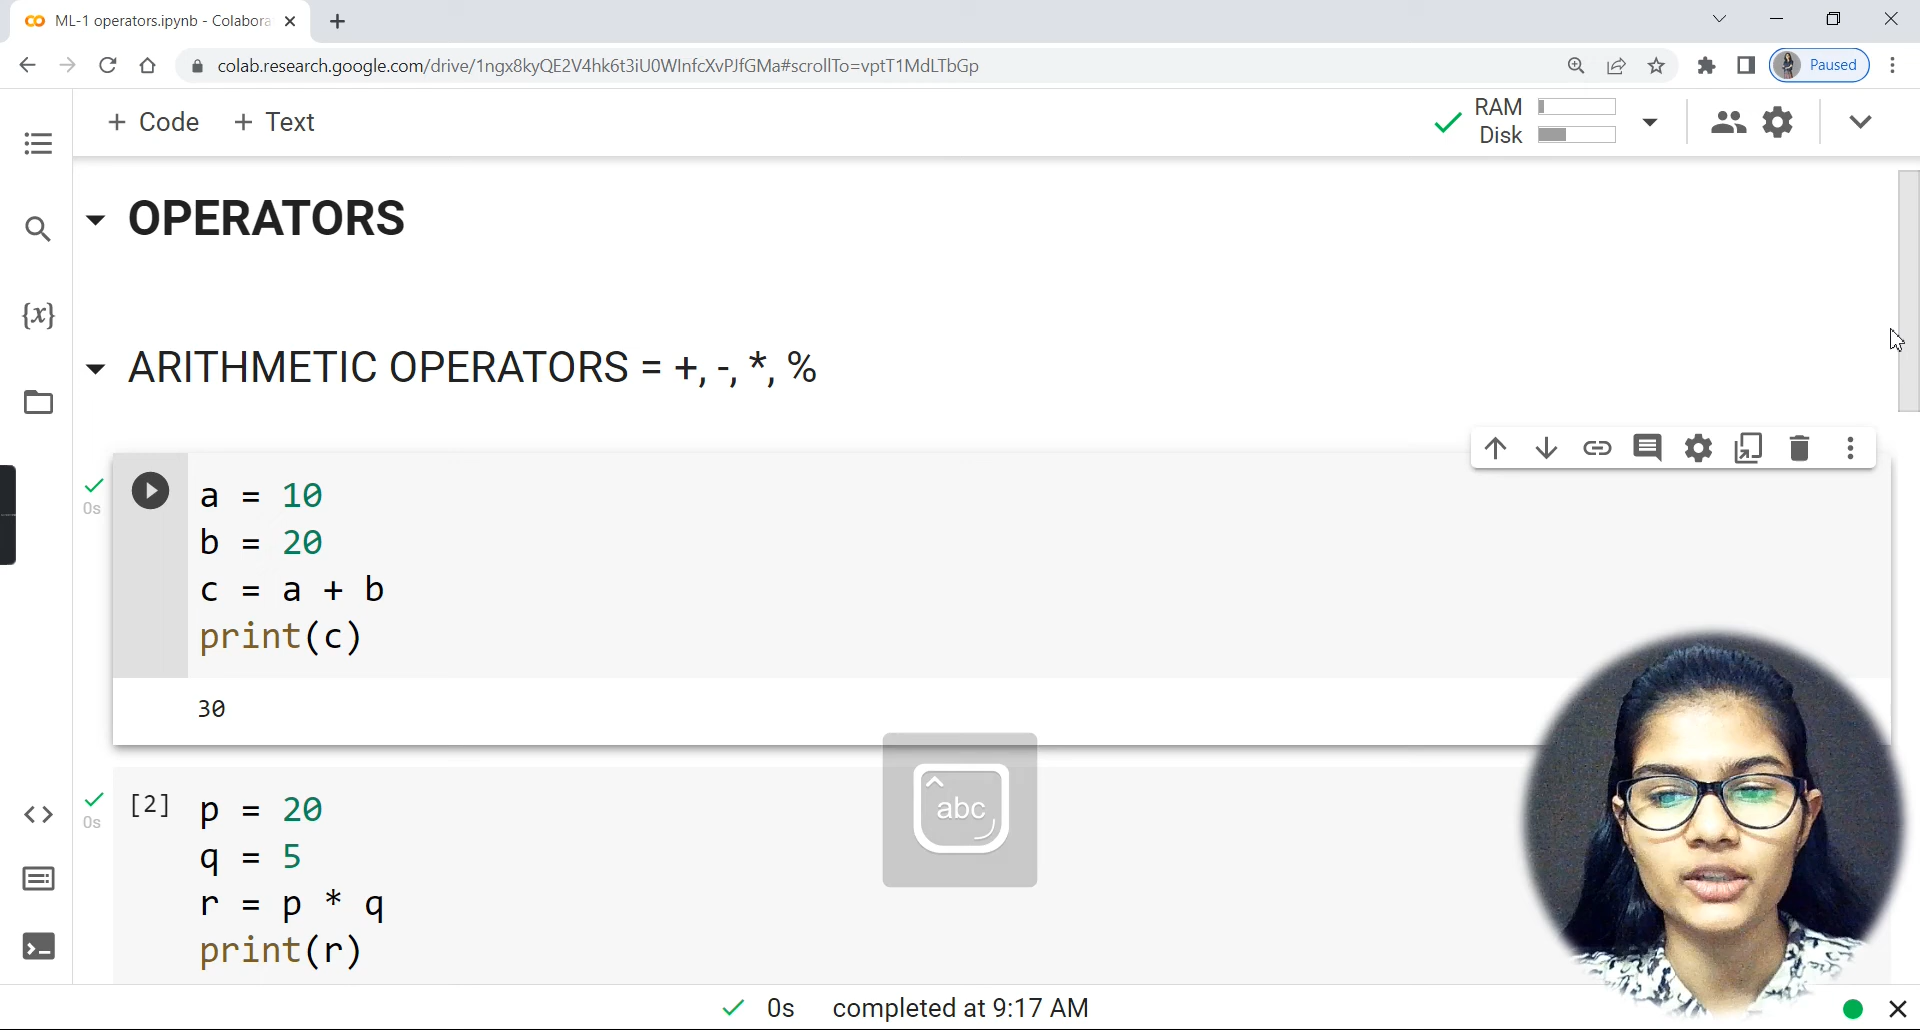 ML-1 operators.ipynb - Colabora
colab.research.google.com/drive/1ngx8kyQE2V4hk6t3iU0WInfcXvPJfGMa#scrollTo=vptT1MdLTbGp
Paused
+ Code + Text
RAM
Disk
OPERATORS
{x}
ARITHMETIC OPERATORS = +, -, *, %
0s
a = 10
b = 20
c = a + b
print(c)
30
abc
0s
[2]
p = 20
q = 5
r = p * q
print(r)
0s completed at 9:17 AM